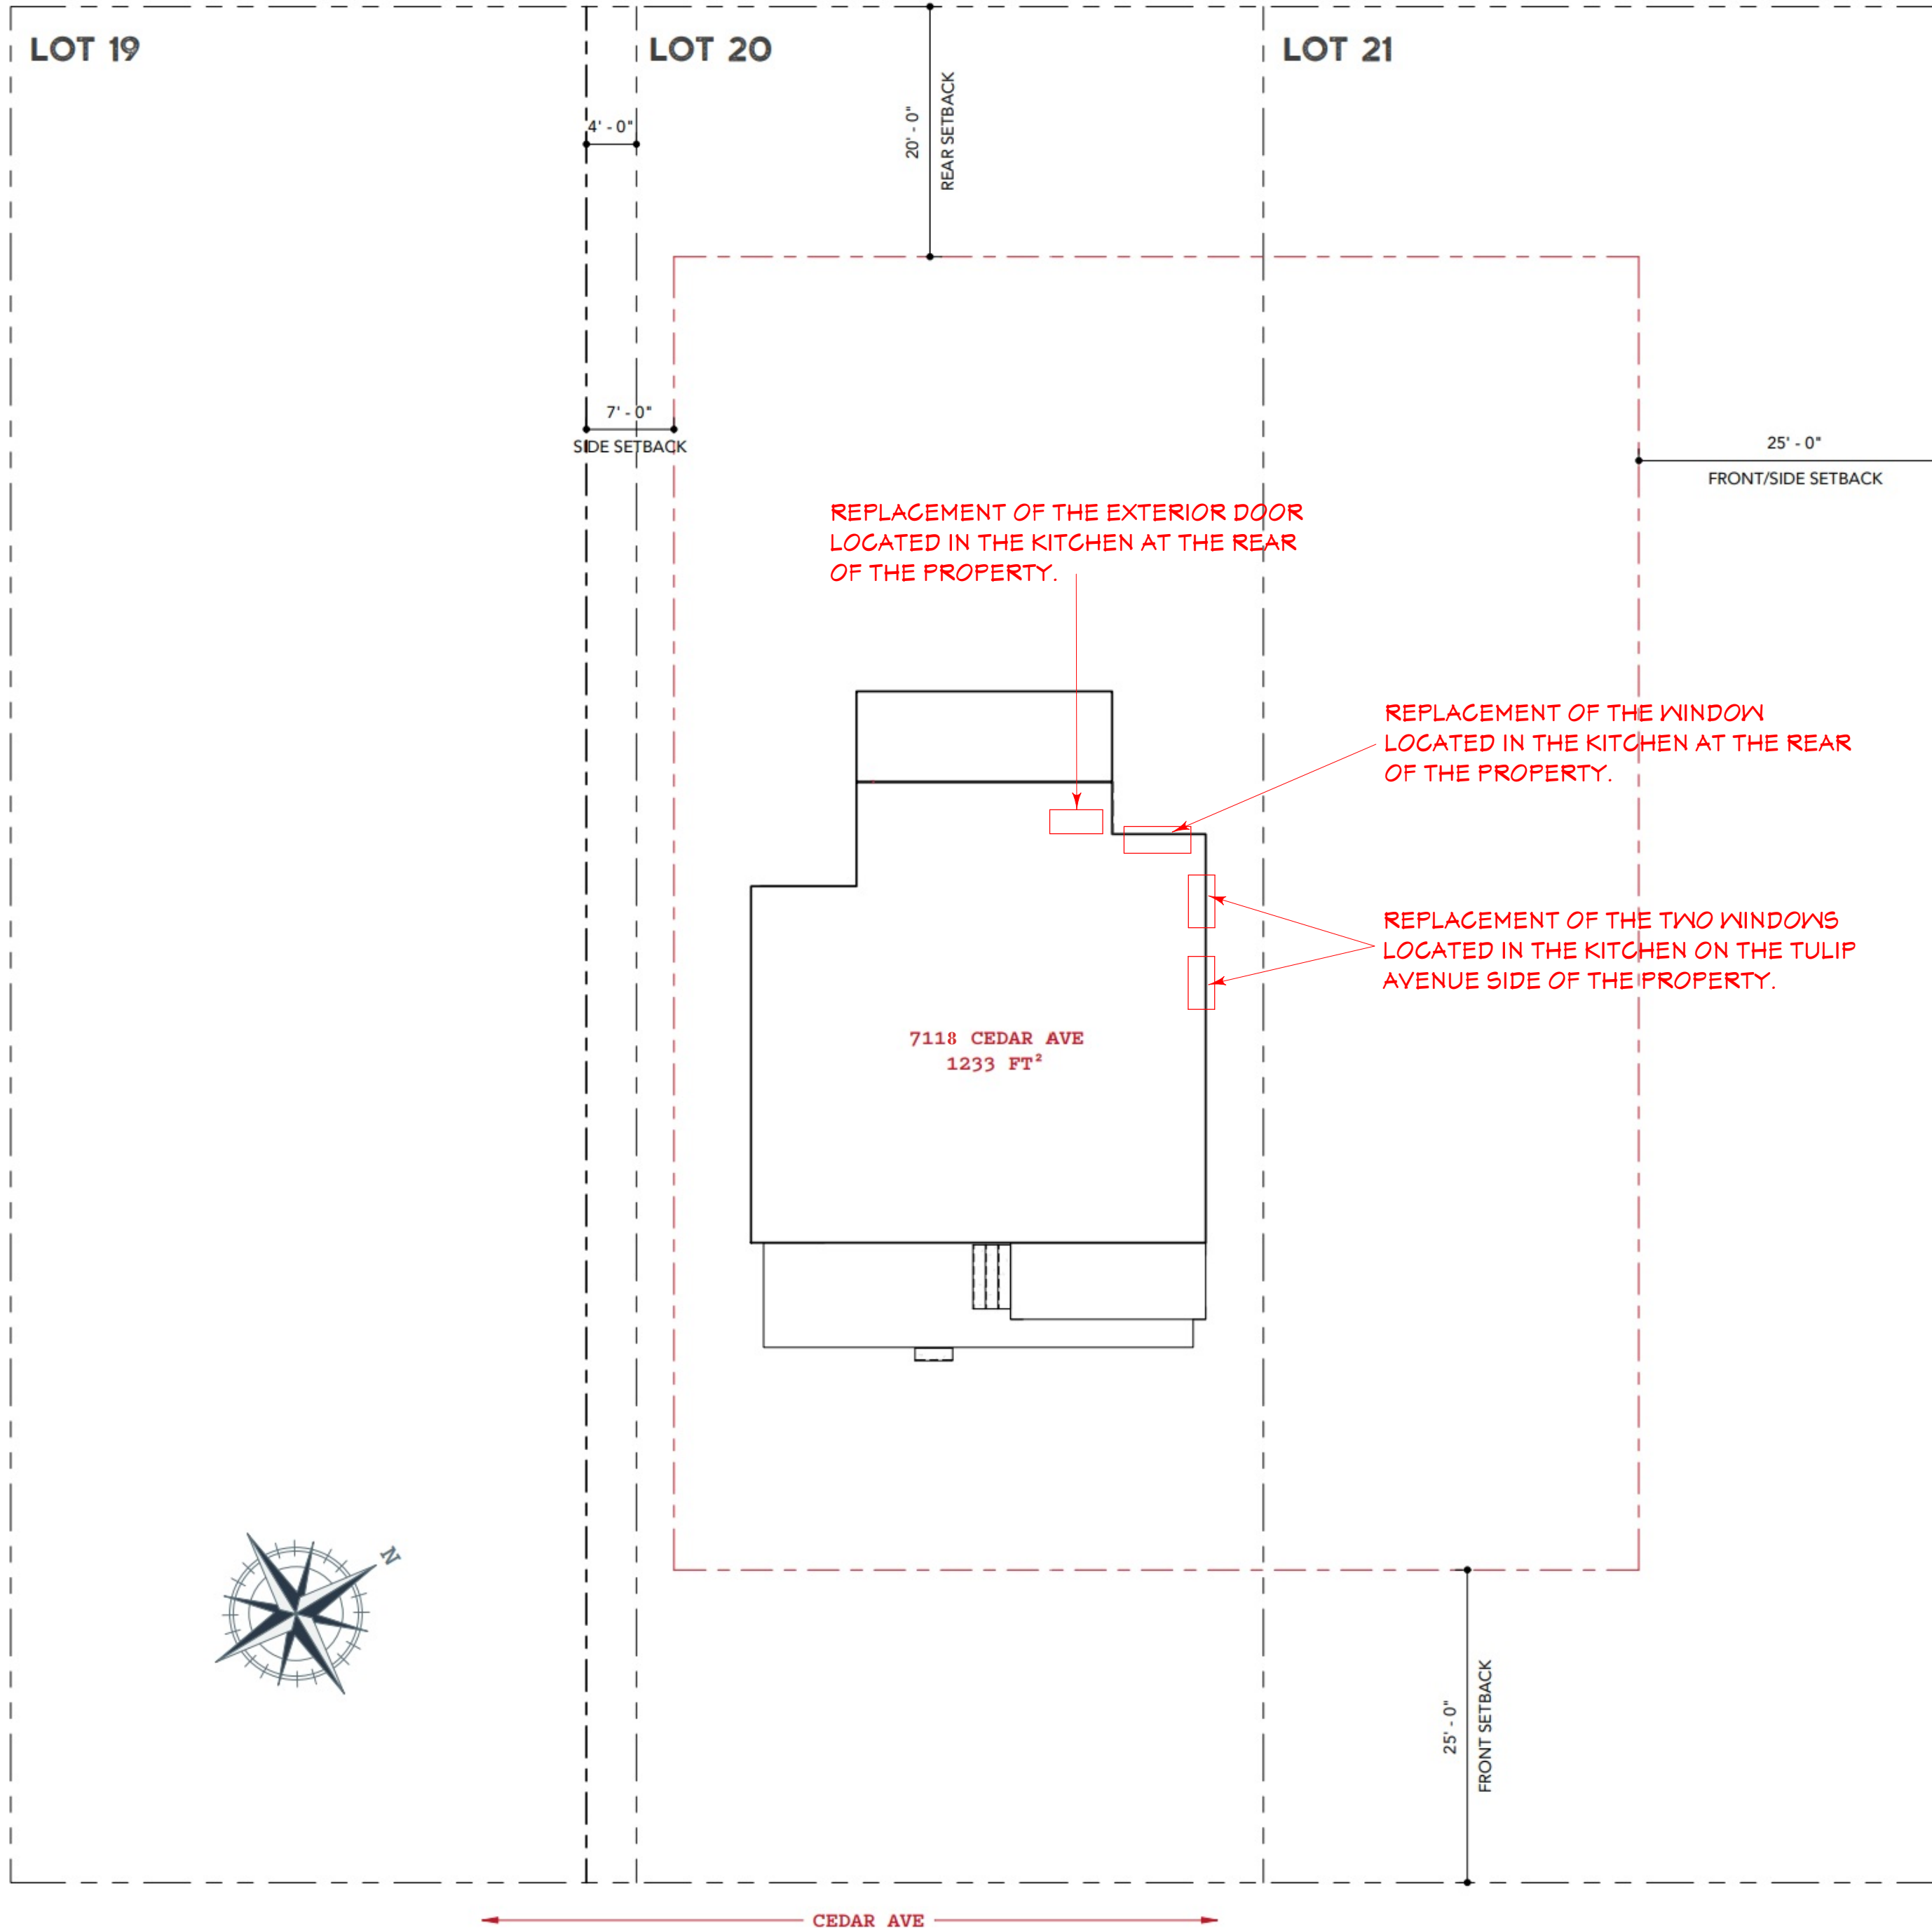 LOT 19
LOT 20
LOT 21
4' - 0"
20' - 0"
REAR SETBACK
7' - 0"
SIDE SETBACK
25' - 0"
FRONT/SIDE SETBACK
REPLACEMENT OF THE EXTERIOR DOOR
LOCATED IN THE KITCHEN AT THE REAR
OF THE PROPERTY.
REPLACEMENT OF THE WINDOW
LOCATED IN THE KITCHEN AT THE REAR
OF THE PROPERTY.
REPLACEMENT OF THE TWO WINDOWS
LOCATED IN THE KITCHEN ON THE TULIP
AVENUE SIDE OF THE PROPERTY.
7118 CEDAR AVE
1233 FT²
N
25' - 0"
FRONT SETBACK
CEDAR AVE